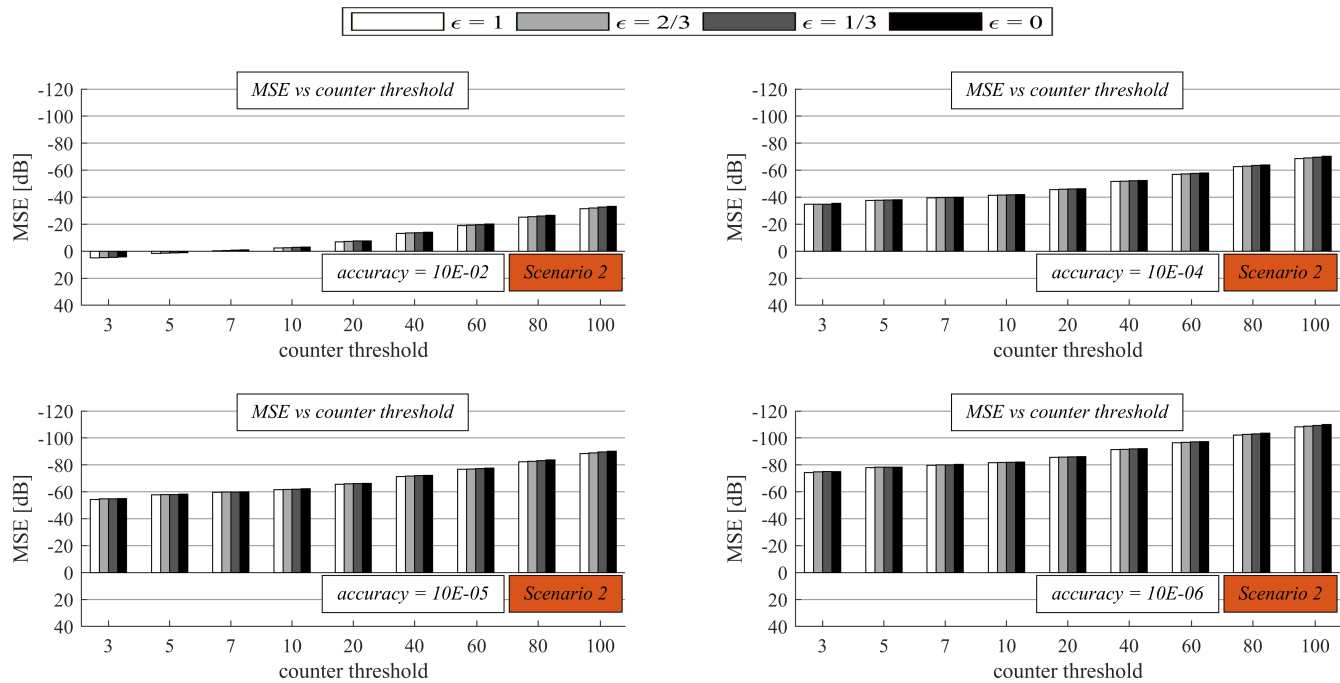 ϵ = 1 ϵ = 2/3 ϵ = 1/3 ϵ = 0
MSE vs counter threshold
MSE [dB]
-120
-100
-80
-60
-40
-20
0
20
40
accuracy = 10E-02 Scenario 2
3 5 7 10 20 40 60 80 100
counter threshold
MSE vs counter threshold
MSE [dB]
-120
-100
-80
-60
-40
-20
0
20
40
accuracy = 10E-04 Scenario 2
3 5 7 10 20 40 60 80 100
counter threshold
MSE vs counter threshold
MSE [dB]
-120
-100
-80
-60
-40
-20
0
20
40
accuracy = 10E-05 Scenario 2
3 5 7 10 20 40 60 80 100
counter threshold
MSE vs counter threshold
MSE [dB]
-120
-100
-80
-60
-40
-20
0
20
40
accuracy = 10E-06 Scenario 2
3 5 7 10 20 40 60 80 100
counter threshold